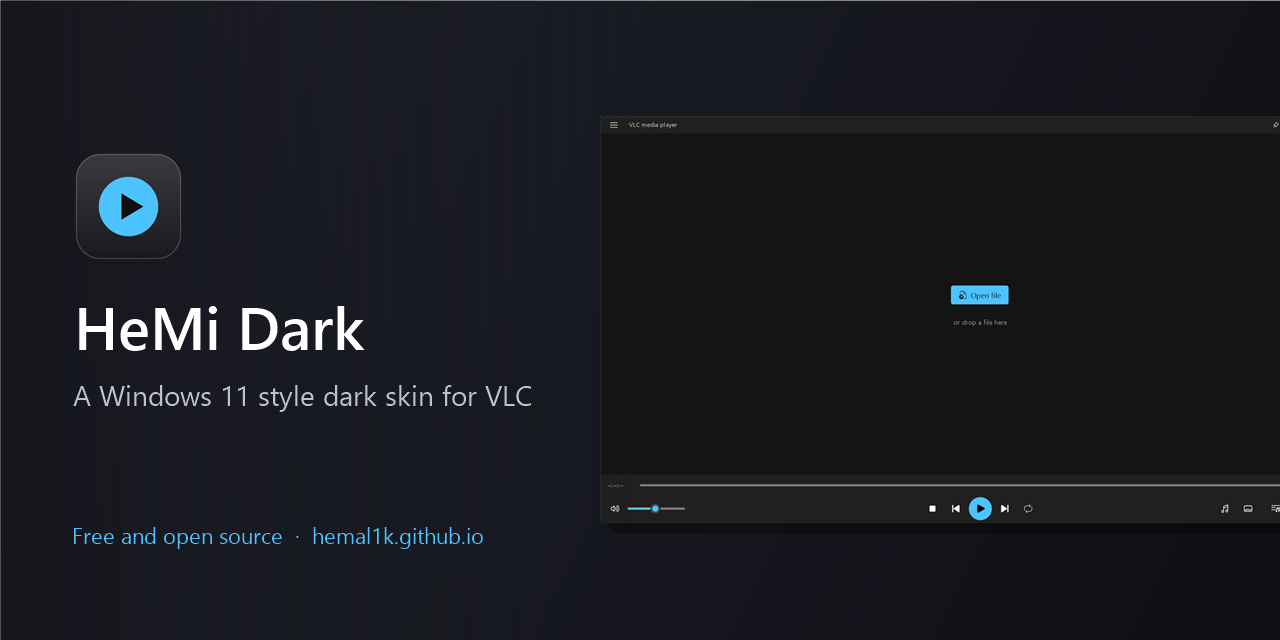 HeMi Dark
A Windows 11 style dark skin for VLC
Free and open source · hemal1k.github.io
VLC media player
Open file
or drop a file here
--:--:--